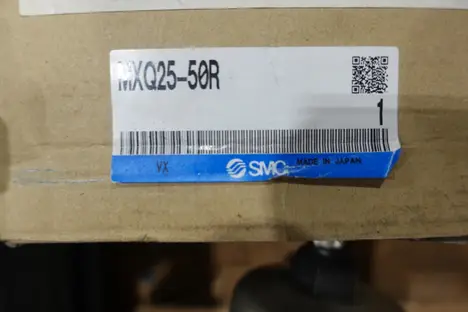 MXQ25-50R
1
VX SMC MADE IN JAPAN